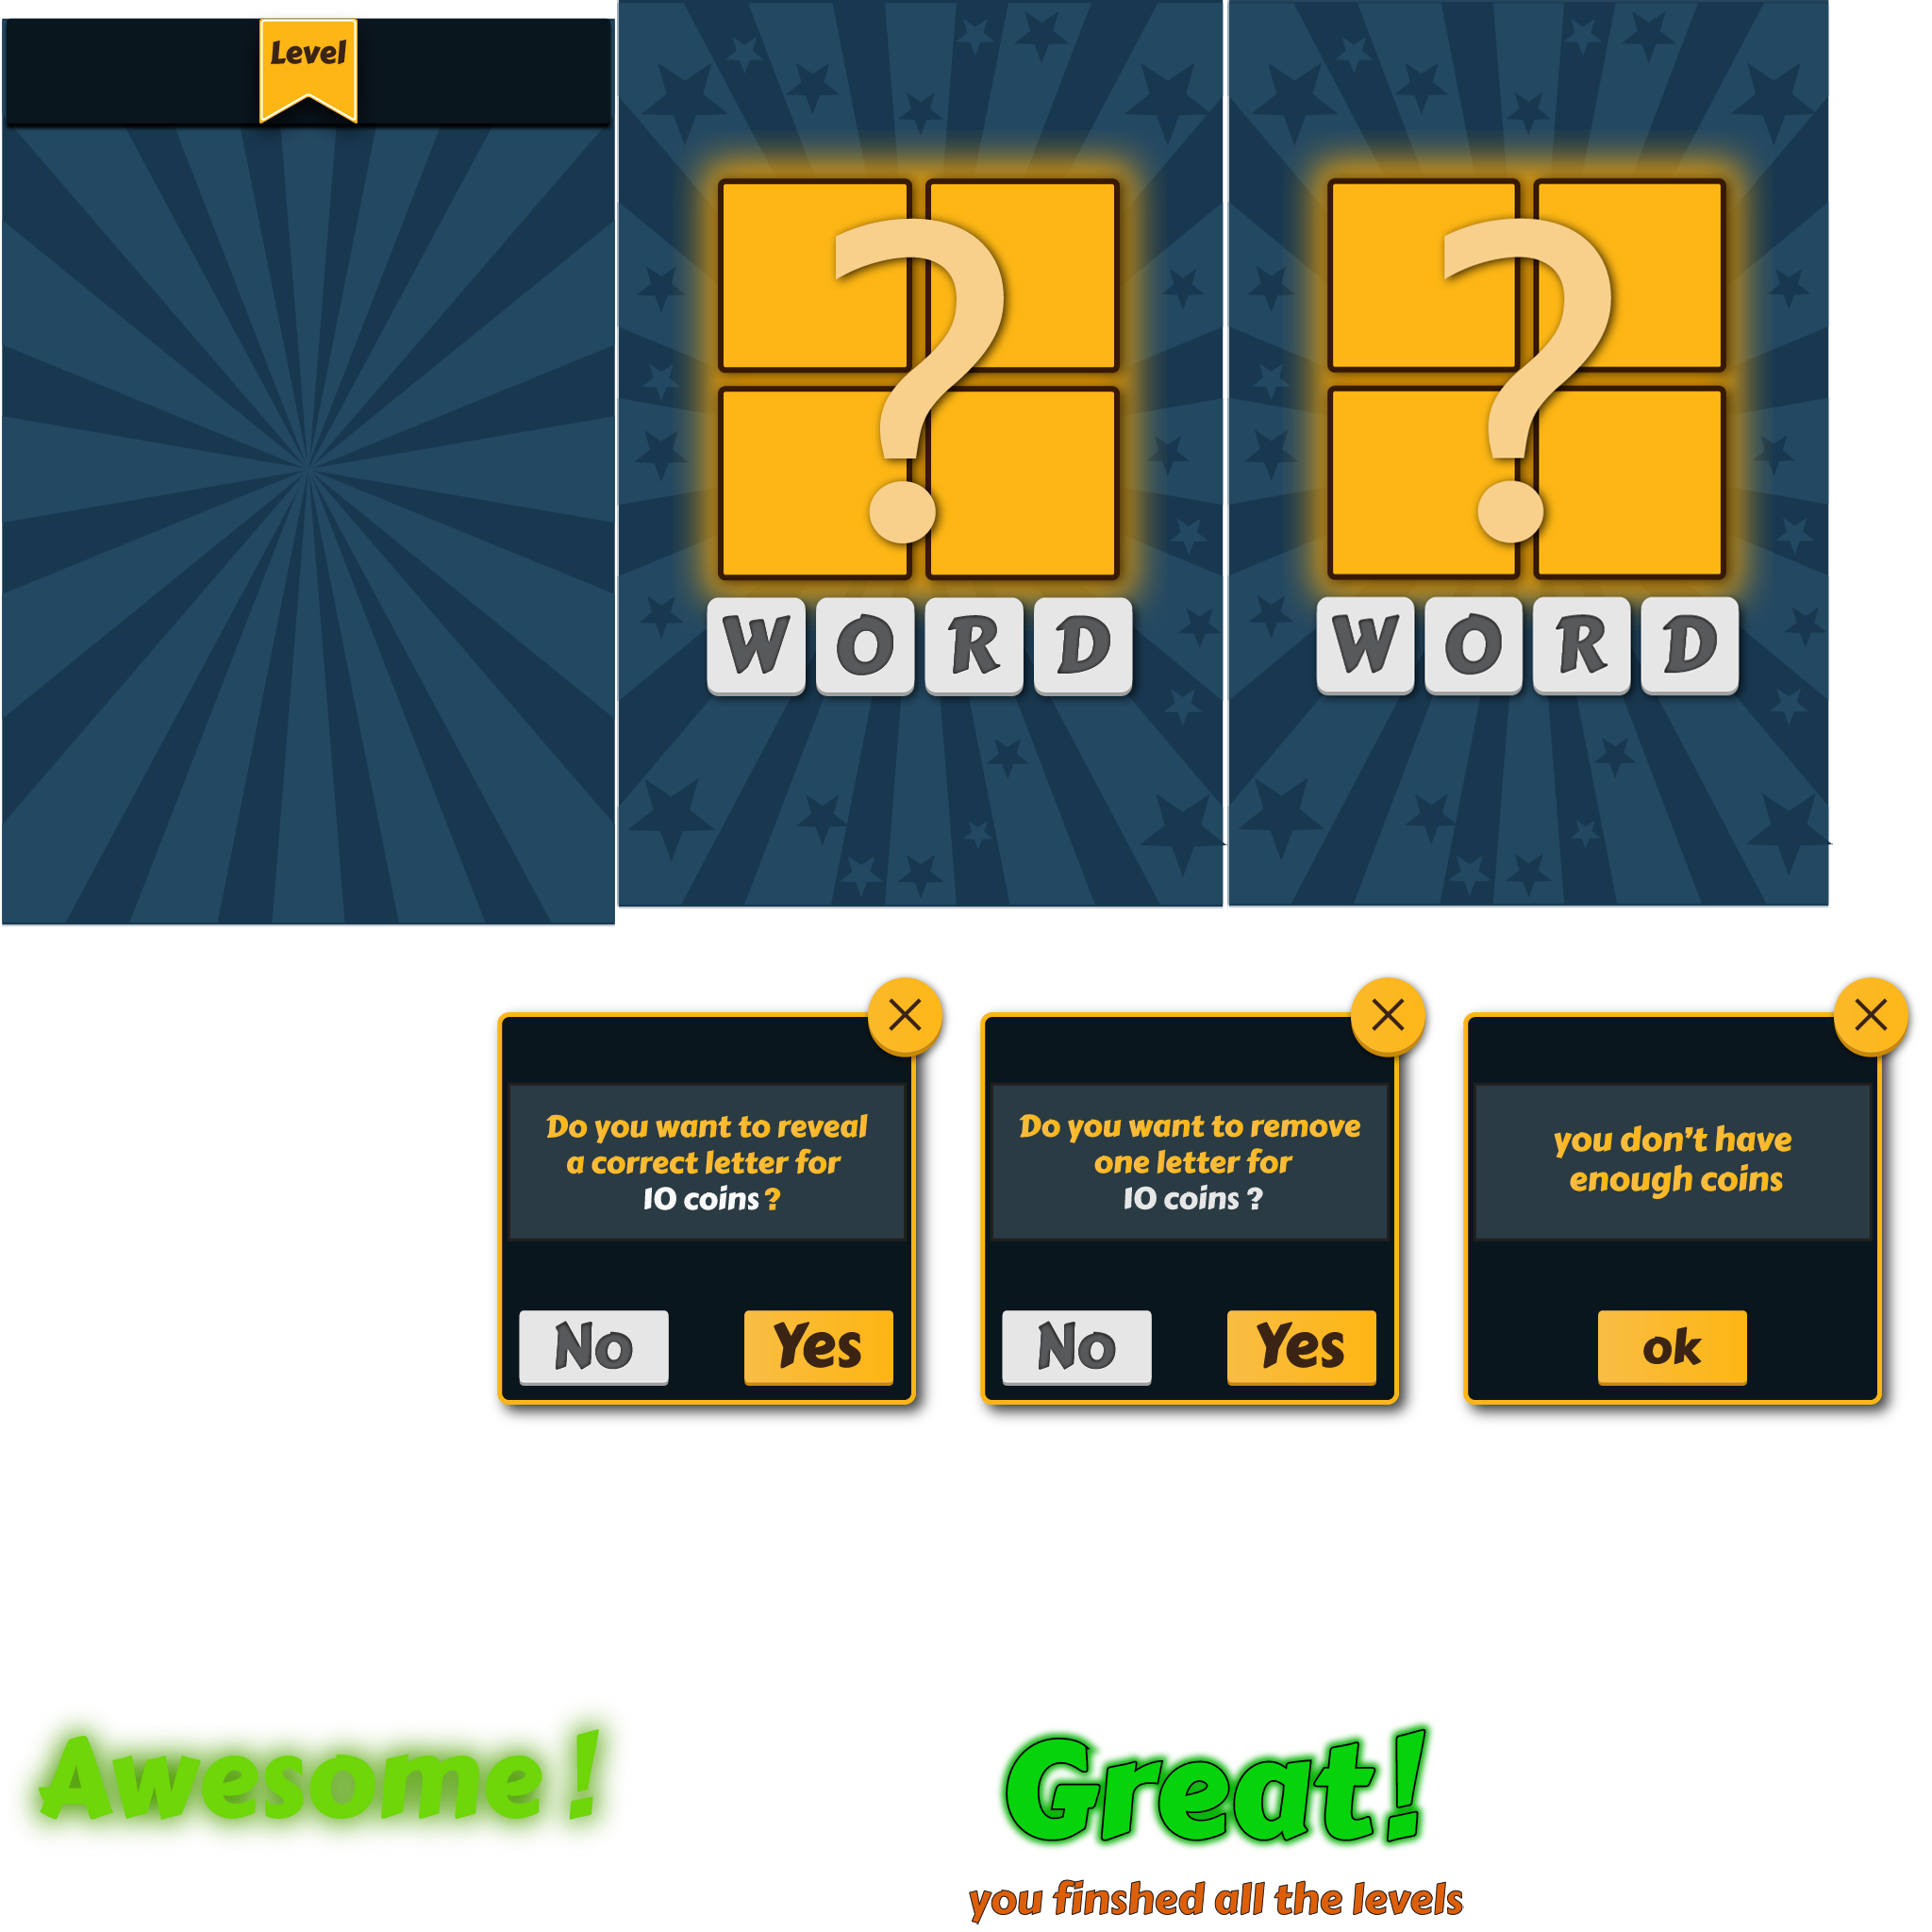 Level
?
WORD
?
WORD
Do you want to reveal
a correct letter for
10 coins ?
No
Yes
Do you want to remove
one letter for
10 coins ?
No
Yes
you don't have
enough coins
ok
Awesome !
Great!
you finshed all the levels